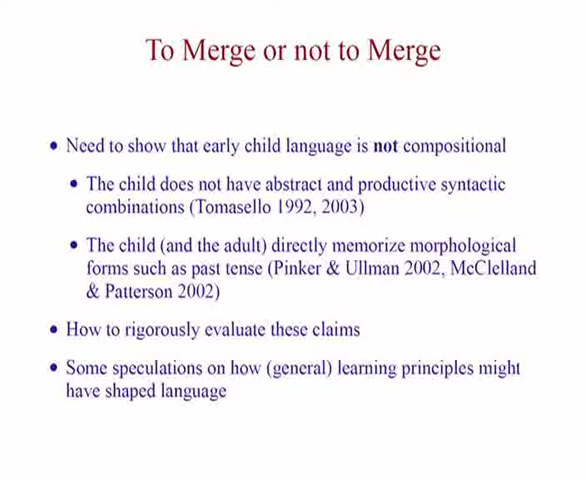 To Merge or not to Merge
• Need to show that early child language is not compositional
• The child does not have abstract and productive syntactic
combinations (Tomasello 1992, 2003)
• The child (and the adult) directly memorize morphological
forms such as past tense (Pinker & Ullman 2002, McClelland
& Patterson 2002)
• How to rigorously evaluate these claims
• Some speculations on how (general) learning principles might
have shaped language